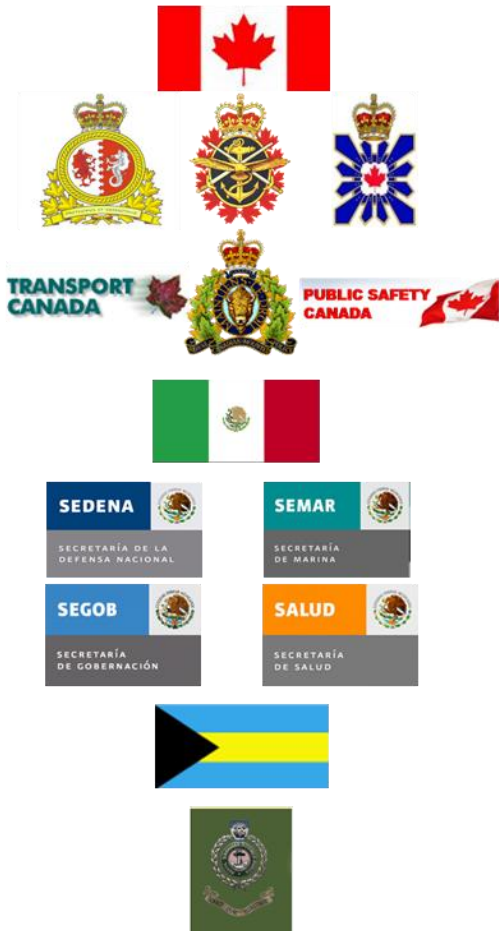 TRANSPORT
CANADA
PUBLIC SAFETY
CANADA
SEDENA
SECRETARÍA DE LA
DEFENSA NACIONAL
SEMAR
SECRETARÍA
DE MARINA
SEGOB
SECRETARÍA
DE GOBERNACIÓN
SALUD
SECRETARÍA
DE SALUD